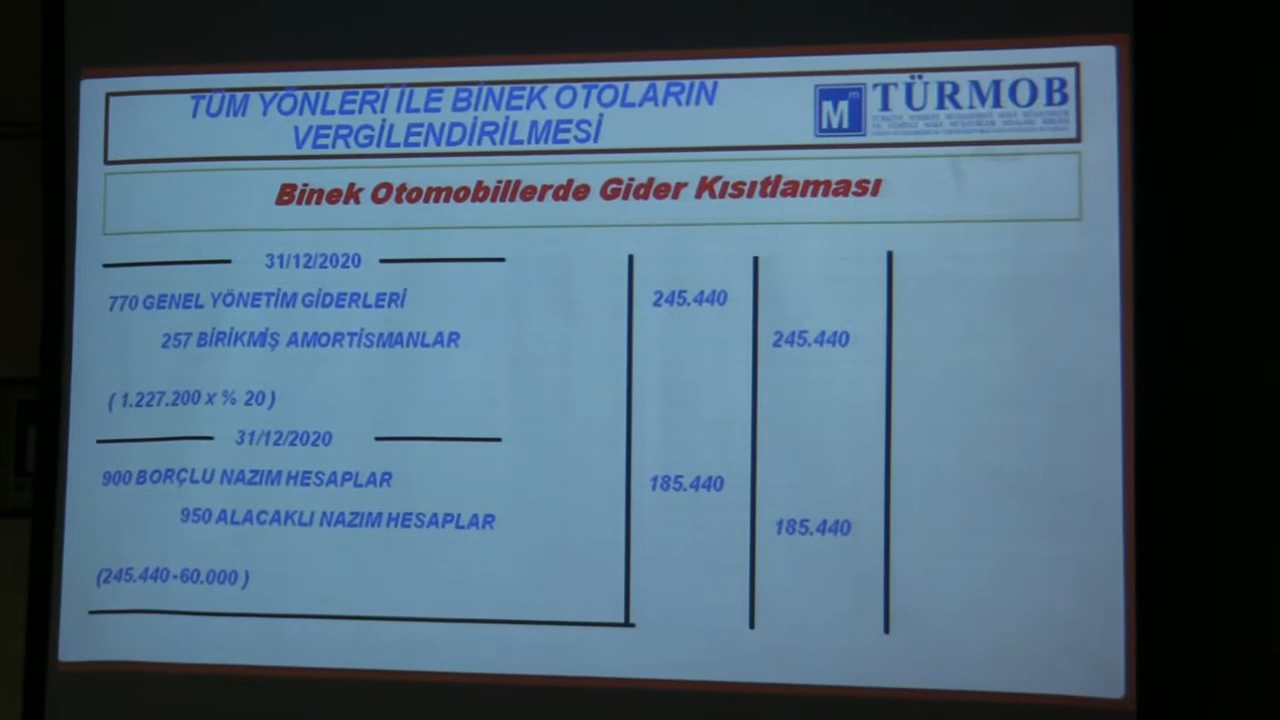 TÜM YÖNLERİ İLE BİNEK OTOLARIN
VERGİLENDİRİLMESİ
TÜRMOB
Binek Otomobillerde Gider Kısıtlaması
31/12/2020
770 GENEL YÖNETİM GİDERLERİ 245.440
257 BİRİKMİŞ AMORTİSMANLAR 245.440
( 1.227.200 x % 20 )
31/12/2020
900 BORÇLU NAZIM HESAPLAR 185.440
950 ALACAKLI NAZIM HESAPLAR 185.440
(245.440-60.000 )